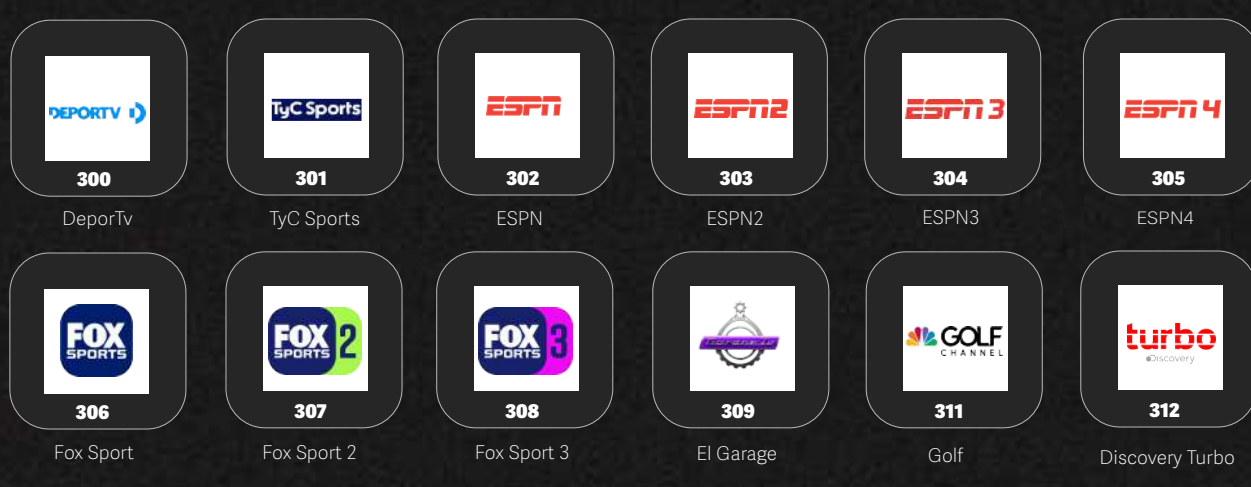 DEPORTV
TyC Sports
ESPN
ESPN2
ESPN 3
ESPN 4
300
301
302
303
304
305
DeporTv
TyC Sports
ESPN
ESPN2
ESPN3
ESPN4
FOX
SPORTS
FOX
SPORTS
2
FOX
SPORTS
3
GOLF
CHANNEL
turbo
Discovery
306
307
308
309
311
312
Fox Sport
Fox Sport 2
Fox Sport 3
El Garage
Golf
Discovery Turbo